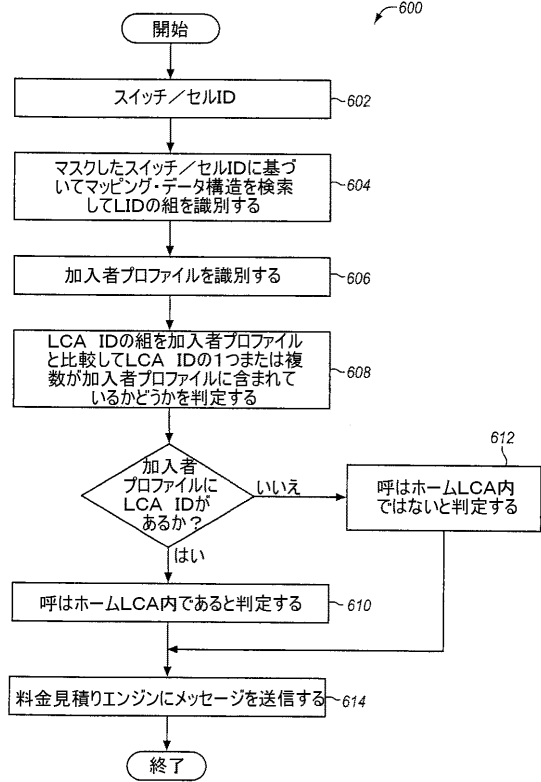 600
開始
スイッチ／セルID
602
マスクしたスイッチ／セルIDに基づ
いてマッピング・データ構造を検索
してLIDの組を識別する
604
加入者プロファイルを識別する
606
LCA IDの組を加入者プロファイル
と比較してLCA IDの1つまたは複
数が加入者プロファイルに含まれて
いるかどうかを判定する
608
加入者
プロファイルに
LCA IDが
あるか？
いいえ
612
呼はホームLCA内
ではないと判定する
はい
呼はホームLCA内であると判定する
610
料金見積りエンジンにメッセージを送信する
614
終了